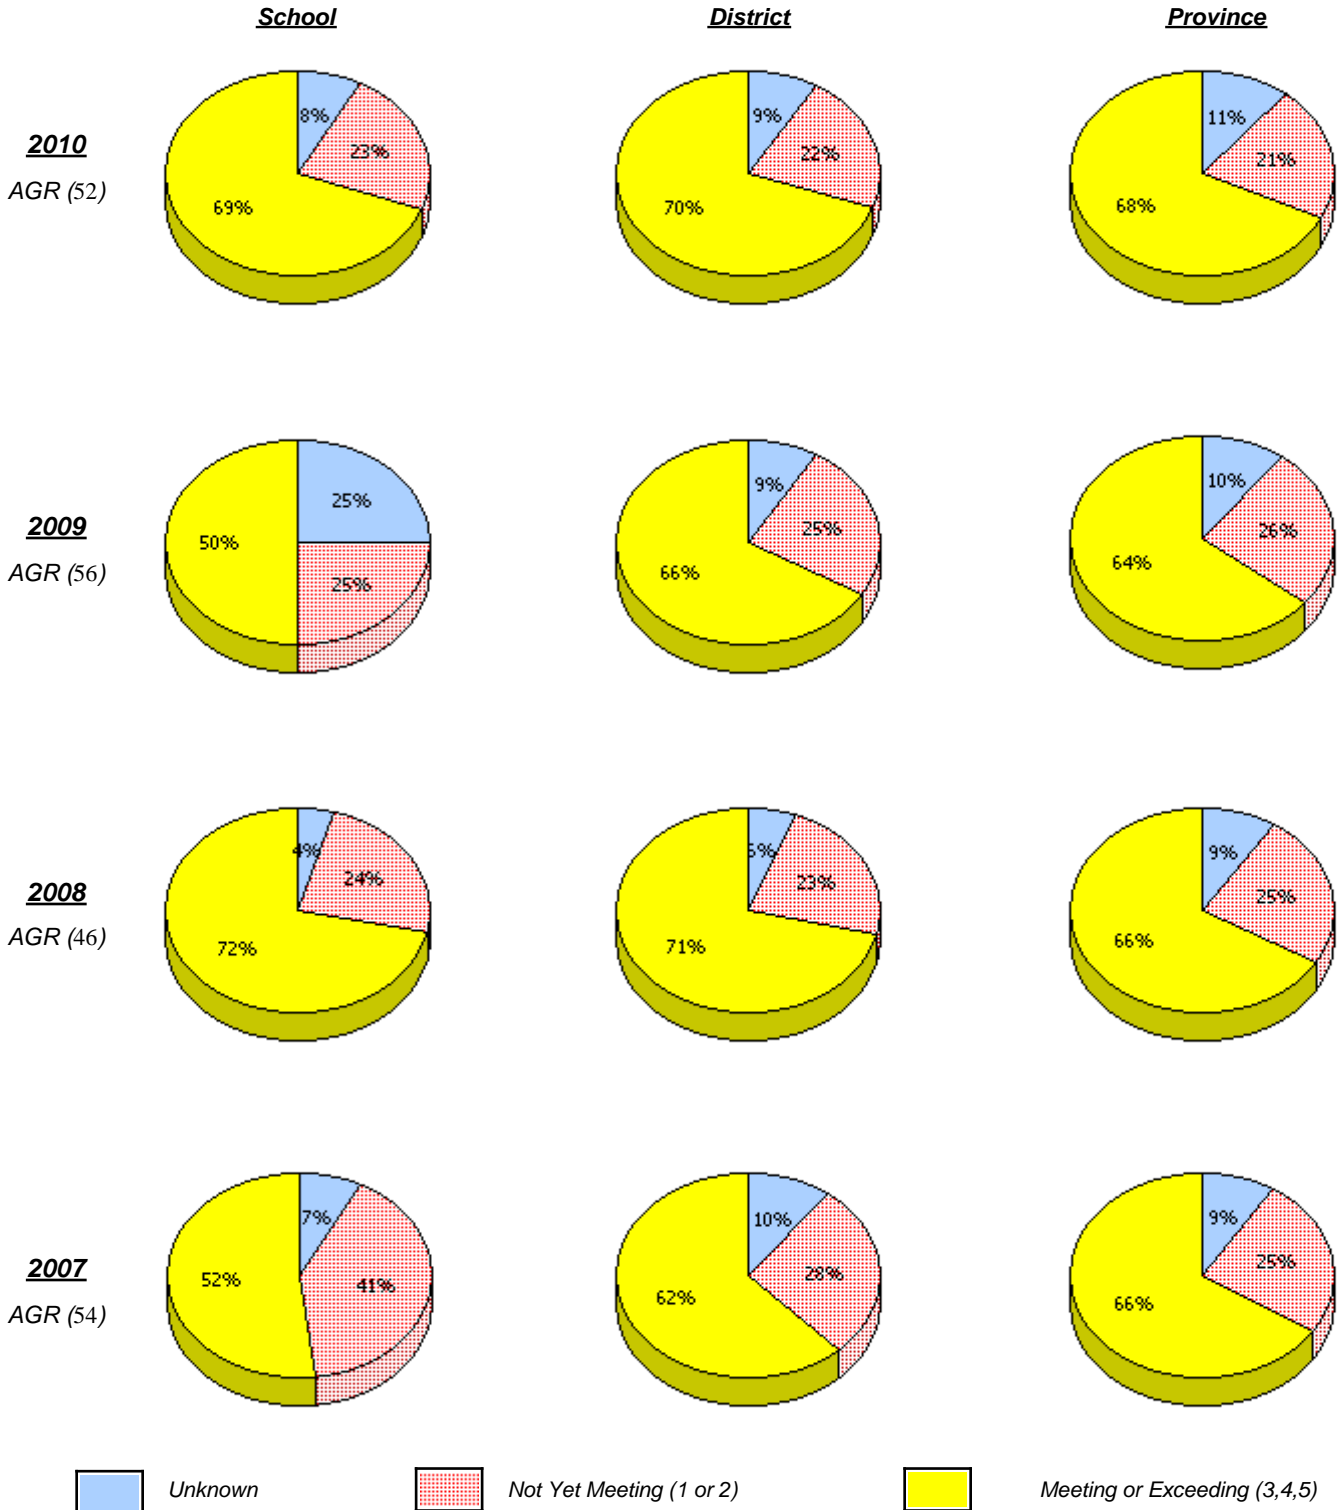 School District Province
2010
AGR (52)
8% 23% 69%
9% 22% 70%
11% 21% 68%
2009
AGR (56)
25% 25% 50%
9% 25% 66%
10% 26% 64%
2008
AGR (46)
4% 24% 72%
23% 71%
9% 25% 66%
2007
AGR (54)
7% 41% 52%
10% 28% 62%
9% 25% 66%
Unknown Not Yet Meeting (1 or 2) Meeting or Exceeding (3,4,5)